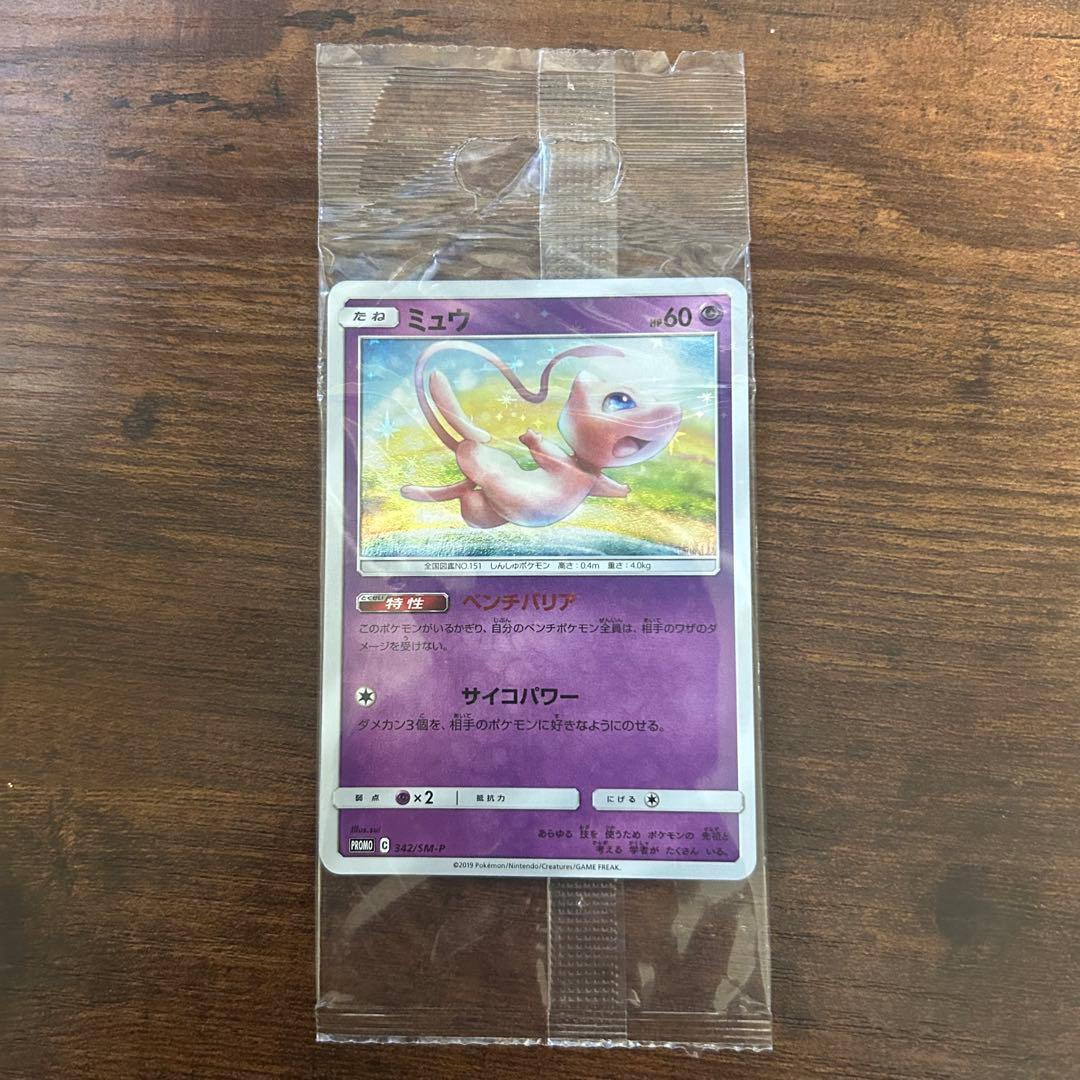 たね ミュウ HP60
全国図鑑NO.151 しんしゅポケモン 高さ：0.4m 重さ：4.0kg
とくせい
特性 ベンチバリア
このポケモンがいるかぎり、自分のベンチポケモン全員は、相手のワザのダ
メージを受けない。
サイコパワー
ダメカン3個を、相手のポケモンに好きなようにのせる。
弱点 ×2 抵抗力 にげる
Illus.sui
あらゆる 技を 使うため ポケモンの 先祖と
PROMO C 342/SM-P
考える 学者が たくさん いる。
©2019 Pokémon/Nintendo/Creatures/GAME FREAK.